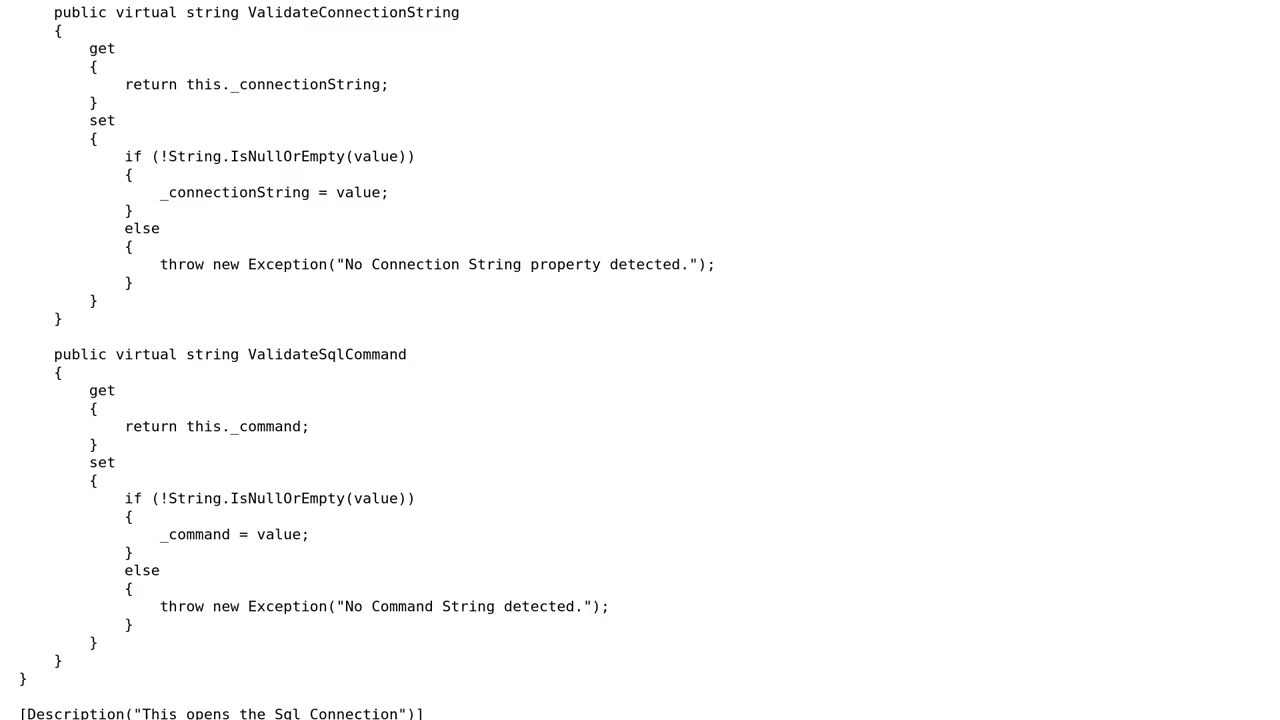 public virtual string ValidateConnectionString
    {
        get
        {
            return this._connectionString;
        }
        set
        {
            if (!String.IsNullOrEmpty(value))
            {
                _connectionString = value;
            }
            else
            {
                throw new Exception("No Connection String property detected.");
            }
        }
    }

    public virtual string ValidateSqlCommand
    {
        get
        {
            return this._command;
        }
        set
        {
            if (!String.IsNullOrEmpty(value))
            {
                _command = value;
            }
            else
            {
                throw new Exception("No Command String detected.");
            }
        }
    }
}

[Description("This opens the Sql Connection")]